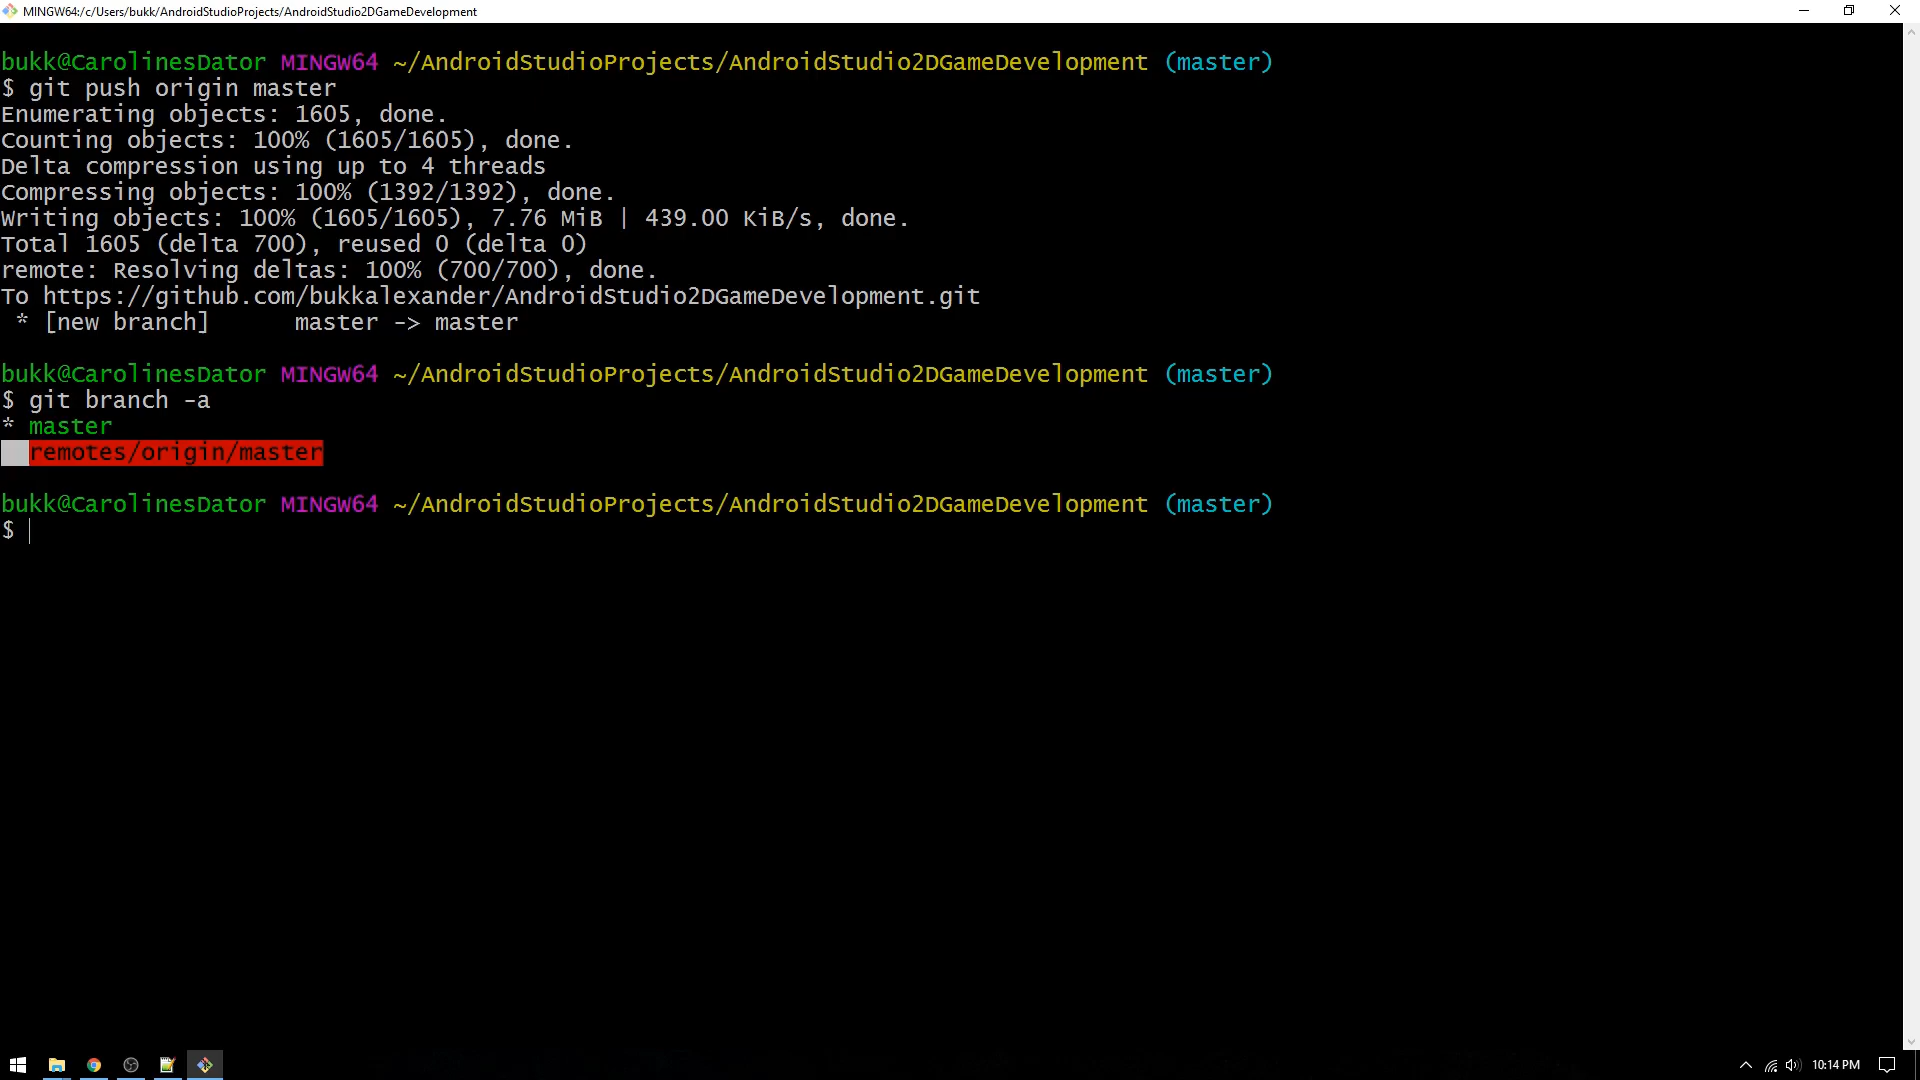 MINGW64:/c/Users/bukk/AndroidStudioProjects/AndroidStudio2DGameDevelopment
bukk@CarolinesDator MINGW64 ~/AndroidStudioProjects/AndroidStudio2DGameDevelopment (master)
$ git push origin master
Enumerating objects: 1605, done.
Counting objects: 100% (1605/1605), done.
Delta compression using up to 4 threads
Compressing objects: 100% (1392/1392), done.
Writing objects: 100% (1605/1605), 7.76 MiB | 439.00 KiB/s, done.
Total 1605 (delta 700), reused 0 (delta 0)
remote: Resolving deltas: 100% (700/700), done.
To https://github.com/bukkalexander/AndroidStudio2DGameDevelopment.git
 * [new branch]      master -> master
bukk@CarolinesDator MINGW64 ~/AndroidStudioProjects/AndroidStudio2DGameDevelopment (master)
$ git branch -a
* master
  remotes/origin/master
bukk@CarolinesDator MINGW64 ~/AndroidStudioProjects/AndroidStudio2DGameDevelopment (master)
$
10:14 PM